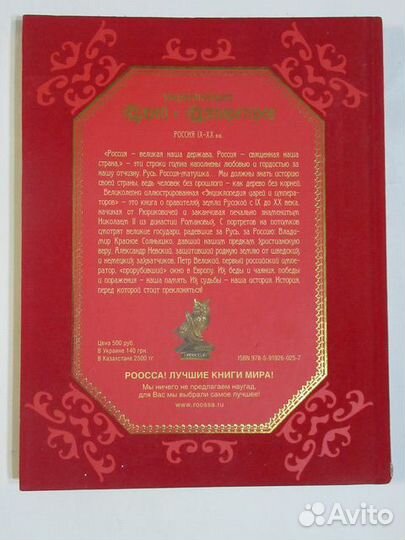 Энциклопедия
Царей и Императоров
РОССИЯ IX-XX вв.
«Россия – великая наша держава, Россия – священная наша
страна,» – эти строки гимна наполнены любовью и гордостью за
нашу отчизну. Русь, Россия-матушка... Мы должны знать историю
своей страны, ведь человек без прошлого – как дерево без корней.
Великолепно иллюстрированная «Энциклопедия царей и импера-
торов» – это книга о правителях земли Русской с IX до XX века,
начиная от Рюриковичей и заканчивая печально знаменитым
Николаем II из династии Романовых. С портретов на потомков
смотрят великие государи, радевшие за Русь, за Россию: Влади-
мир Красное Солнышко, давший нашим предкам христианскую
веру, Александр Невский, защитивший родную землю от шведских
и немецких захватчиков, Петр Великий, первый российский импе-
ратор, «прорубивший» окно в Европу. Их беды и чаяния, победы
и поражения – наша память. Их судьбы – наша история. История,
перед которой стоит преклоняться!
Цена 500 руб.
В Украине 140 грн.
В Казахстане 2500 тг.
ISBN 978-5-91926-025-7
РООССА! ЛУЧШИЕ КНИГИ МИРА!
Мы ничего не предлагаем наугад,
для Вас мы выбрали самое лучшее!
www.roossa.ru
Avito